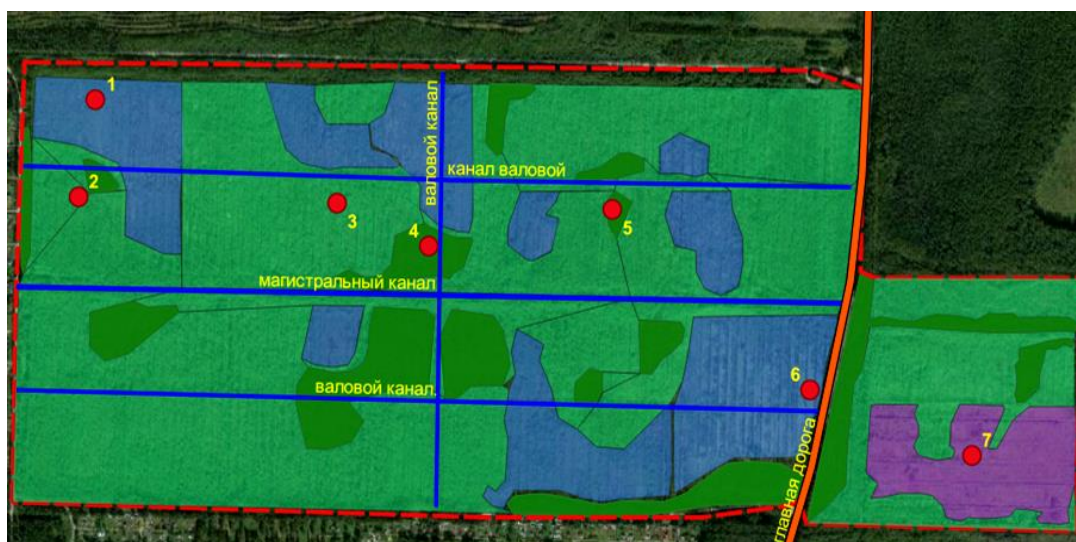 1
валовой канал
канал валовой
2
3
4
5
магистральный канал
валовой канал
6
главная дорога
7